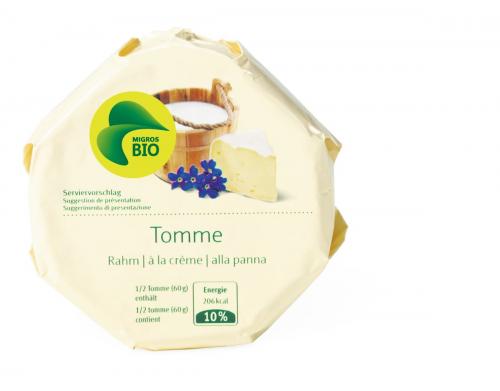 MIGROS
BIO
Serviervorschlag
Suggestion de présentation
Suggerimento di presentazione
Tomme
Rahm | à la crème | alla panna
1/2 Tomme (60g)
enthält
1/2 tomme (60g)
contient
Energie
206 kcal
10%